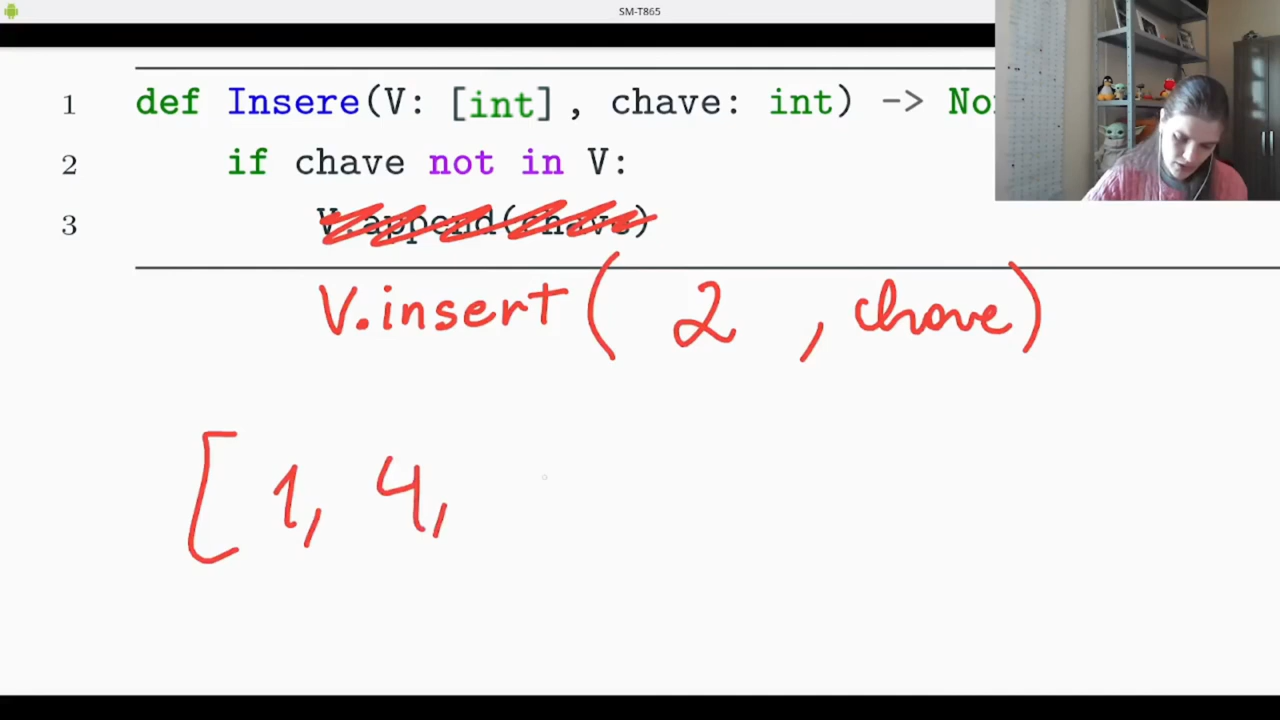 SM-T865
1 def Insere(V: [int], chave: int) -> No
2 if chave not in V:
3 V.append(chave)
V.insert( 2 , chave)
[ 1, 4,